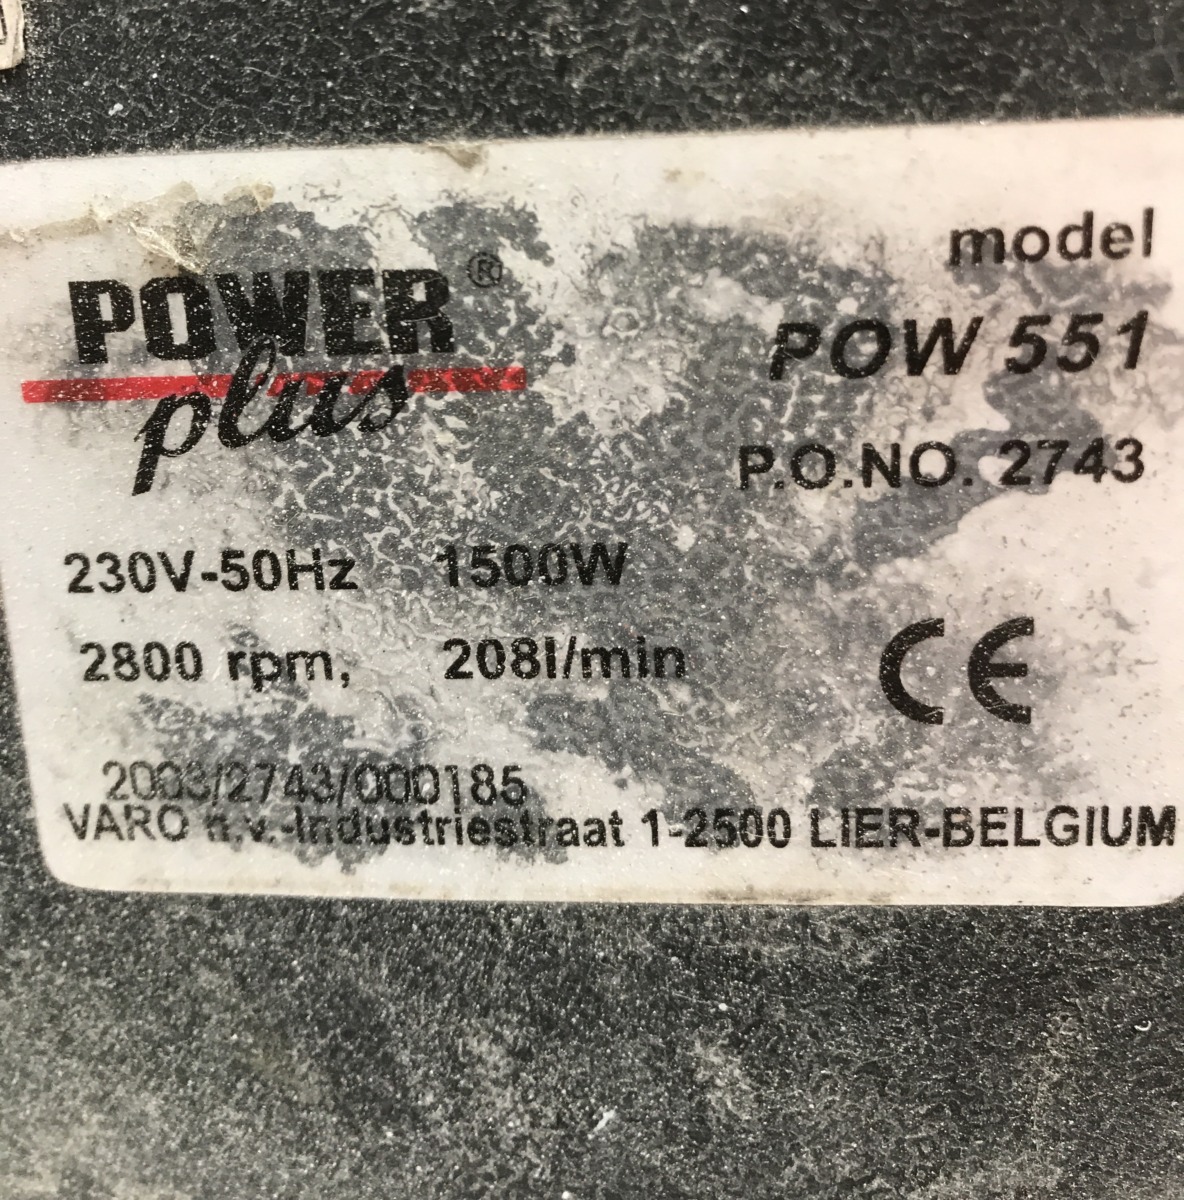 POWER ®
plus
model
POW 551
P.O.NO. 2743
230V-50Hz 1500W
2800 rpm, 208l/min
CE
2003/2743/000185
VARO n.v.-Industriestraat 1-2500 LIER-BELGIUM